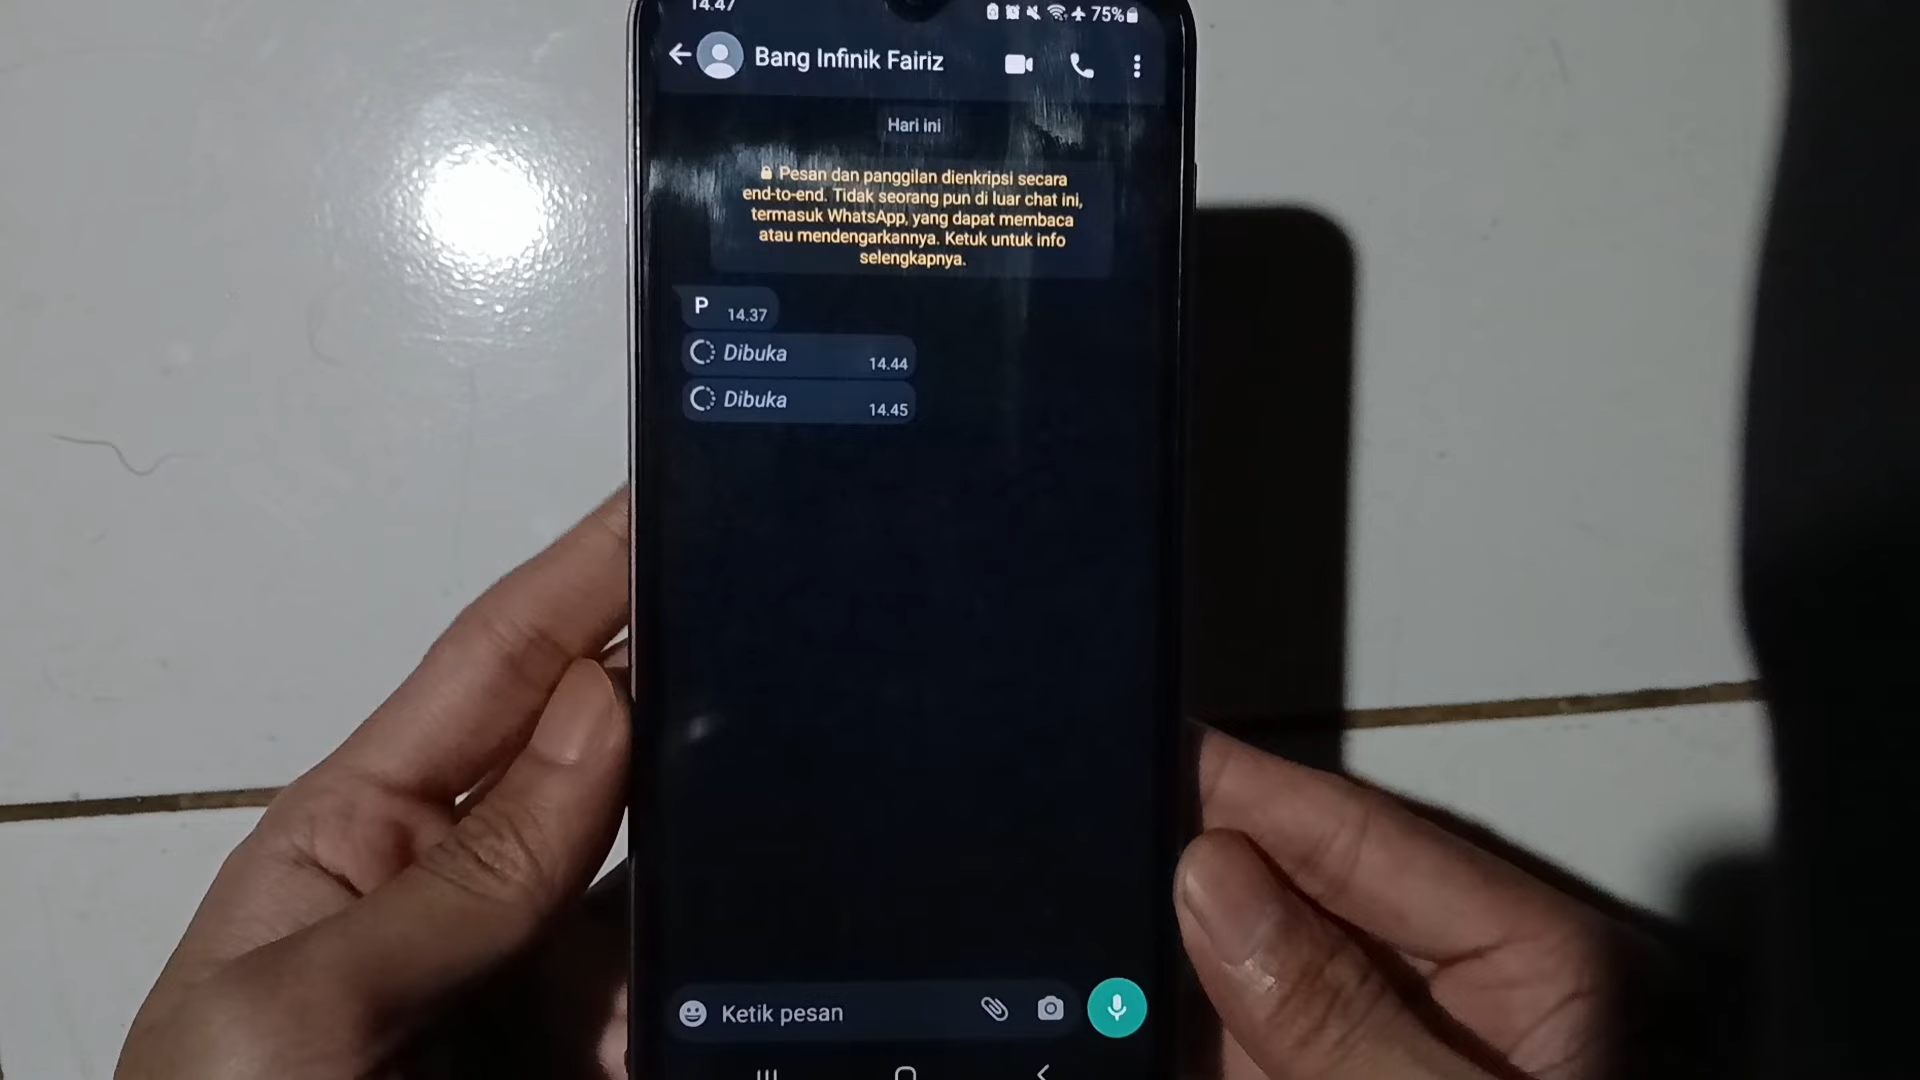 14.47
75%
Bang Infinik Fairiz
Hari ini
Pesan dan panggilan dienkripsi secara
end-to-end. Tidak seorang pun di luar chat ini,
termasuk WhatsApp, yang dapat membaca
atau mendengarkannya. Ketuk untuk info
selengkapnya.
P 14.37
Dibuka 14.44
Dibuka 14.45
Ketik pesan